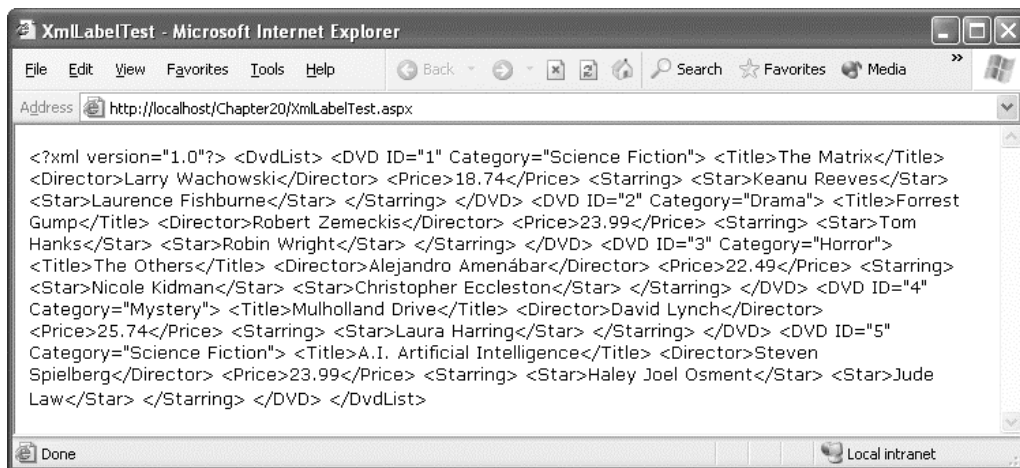 XmlLabelTest - Microsoft Internet Explorer
File Edit View Favorites Tools Help Back Search Favorites Media »
Address http://localhost/Chapter20/XmlLabelTest.aspx
<?xml version="1.0"?> <DvdList> <DVD ID="1" Category="Science Fiction"> <Title>The Matrix</Title>
<Director>Larry Wachowski</Director> <Price>18.74</Price> <Starring> <Star>Keanu Reeves</Star>
<Star>Laurence Fishburne</Star> </Starring> </DVD> <DVD ID="2" Category="Drama"> <Title>Forrest
Gump</Title> <Director>Robert Zemeckis</Director> <Price>23.99</Price> <Starring> <Star>Tom
Hanks</Star> <Star>Robin Wright</Star> </Starring> </DVD> <DVD ID="3" Category="Horror">
<Title>The Others</Title> <Director>Alejandro Amenábar</Director> <Price>22.49</Price> <Starring>
<Star>Nicole Kidman</Star> <Star>Christopher Eccleston</Star> </Starring> </DVD> <DVD ID="4"
Category="Mystery"> <Title>Mulholland Drive</Title> <Director>David Lynch</Director>
<Price>25.74</Price> <Starring> <Star>Laura Harring</Star> </Starring> </DVD> <DVD ID="5"
Category="Science Fiction"> <Title>A.I. Artificial Intelligence</Title> <Director>Steven
Spielberg</Director> <Price>23.99</Price> <Starring> <Star>Haley Joel Osment</Star> <Star>Jude
Law</Star> </Starring> </DVD> </DvdList>
Done Local intranet